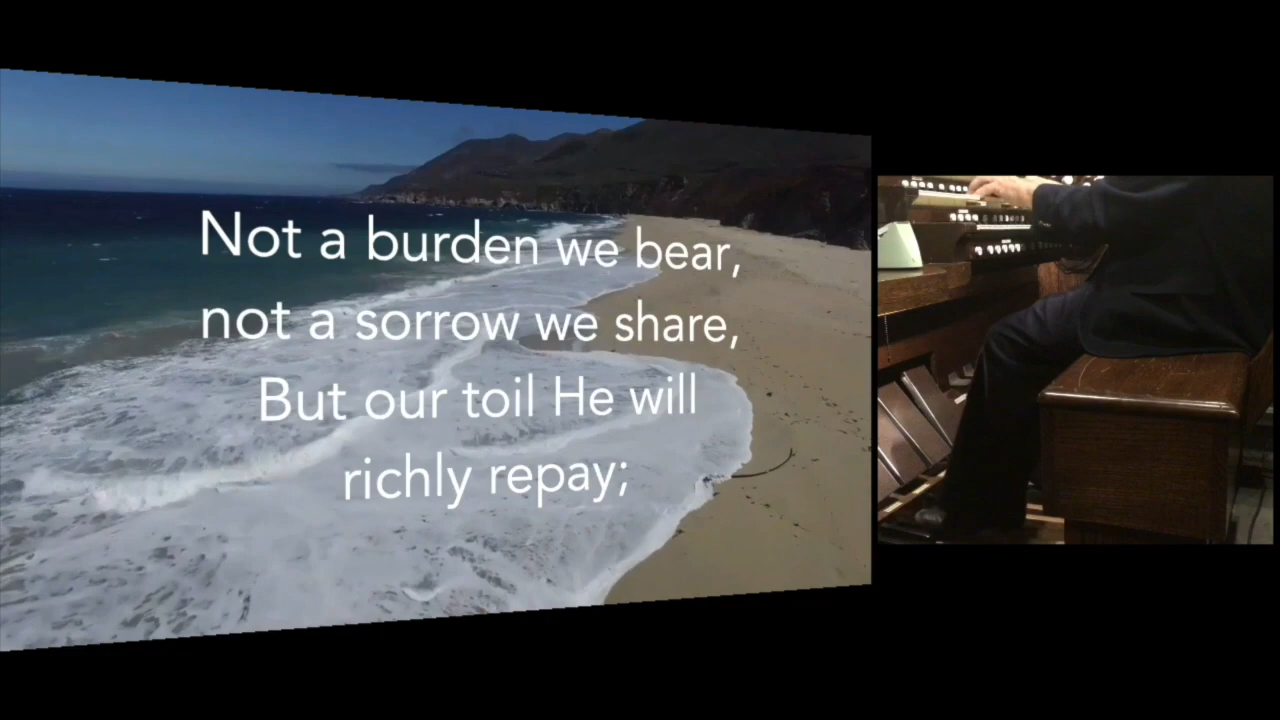 Not a burden we bear,
not a sorrow we share,
But our toil He will
richly repay;